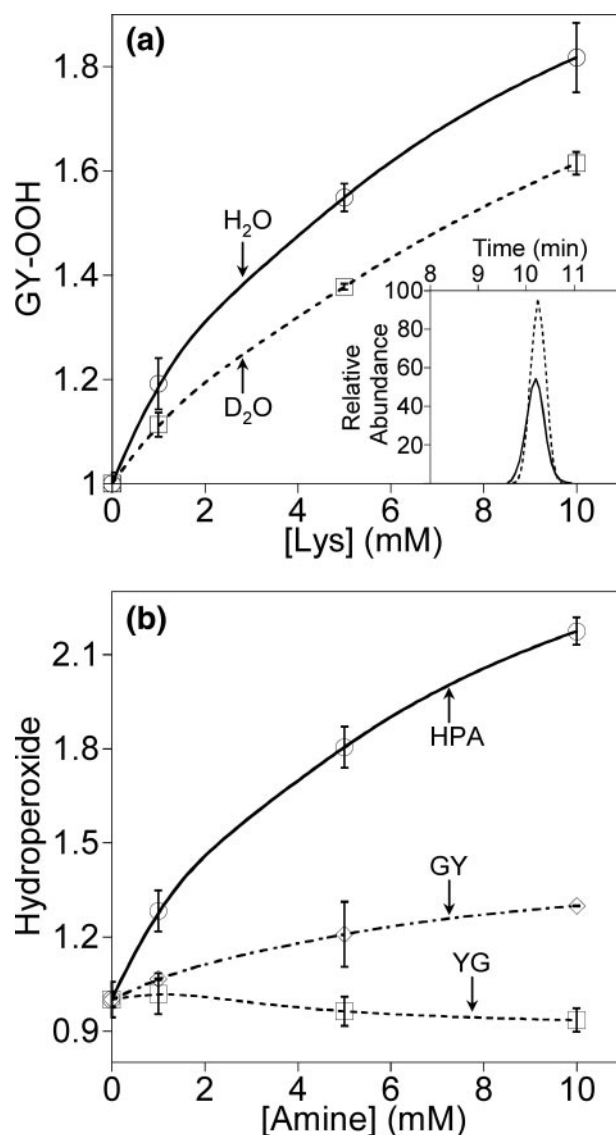 (a)
GY-OOH
1.8
1.6
1.4
1.2
1
H₂O
D₂O
Time (min)
8 9 10 11
Relative
Abundance
100
80
60
40
20
0 2 4 6 8 10
[Lys] (mM)
(b)
Hydroperoxide
2.1
1.8
1.5
1.2
0.9
HPA
GY
YG
0 2 4 6 8 10
[Amine] (mM)